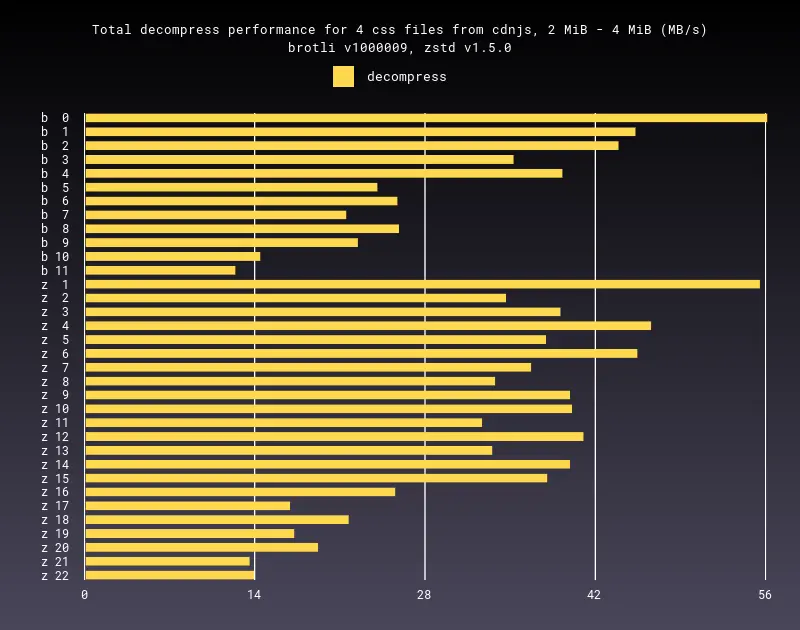 Total decompress performance for 4 css files from cdnjs, 2 MiB - 4 MiB (MB/s)
brotli v1000009, zstd v1.5.0
decompress
b 0
b 1
b 2
b 3
b 4
b 5
b 6
b 7
b 8
b 9
b 10
b 11
z 1
z 2
z 3
z 4
z 5
z 6
z 7
z 8
z 9
z 10
z 11
z 12
z 13
z 14
z 15
z 16
z 17
z 18
z 19
z 20
z 21
z 22
0 14 28 42 56